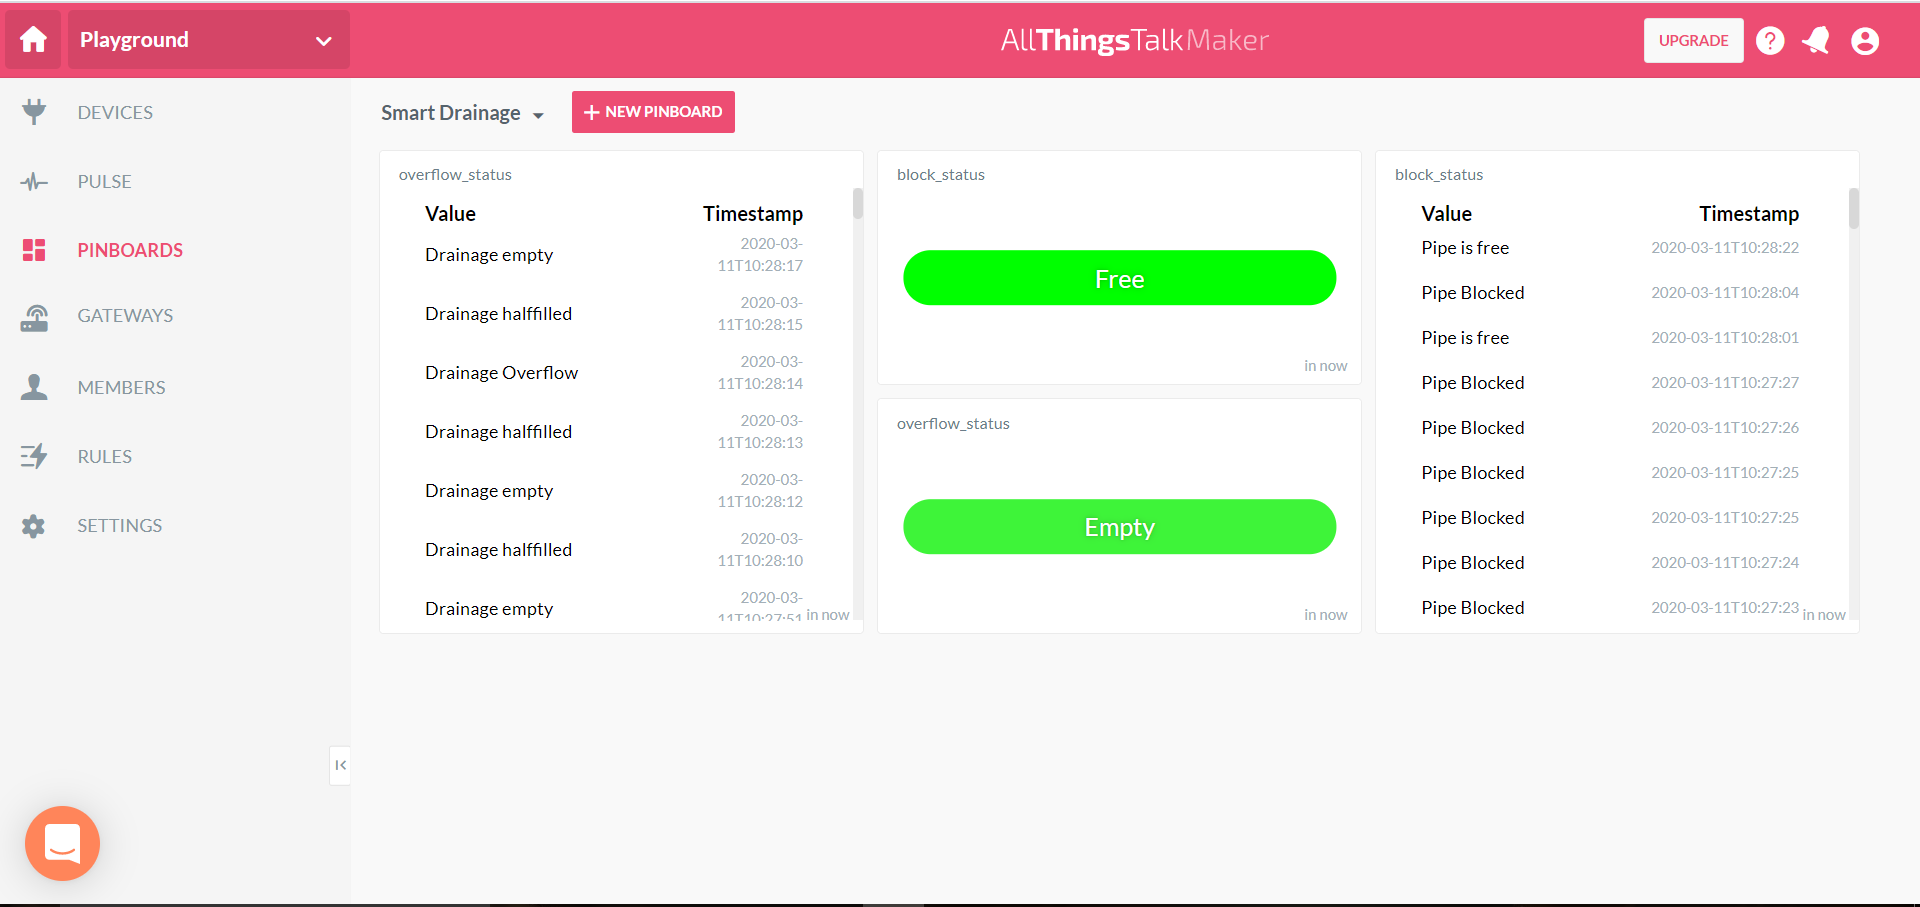 Playground
AllThingsTalkMaker
UPGRADE
?
DEVICES
PULSE
PINBOARDS
GATEWAYS
MEMBERS
RULES
SETTINGS
Smart Drainage
+ NEW PINBOARD
overflow_status
Value Timestamp
Drainage empty 2020-03-
11T10:28:17
Drainage halffilled 2020-03-
11T10:28:15
Drainage Overflow 2020-03-
11T10:28:14
Drainage halffilled 2020-03-
11T10:28:13
Drainage empty 2020-03-
11T10:28:12
Drainage halffilled 2020-03-
11T10:28:10
Drainage empty 2020-03-
11T10:27:51 in now
block_status
Free
in now
overflow_status
Empty
in now
block_status
Value Timestamp
Pipe is free 2020-03-11T10:28:22
Pipe Blocked 2020-03-11T10:28:04
Pipe is free 2020-03-11T10:28:01
Pipe Blocked 2020-03-11T10:27:27
Pipe Blocked 2020-03-11T10:27:26
Pipe Blocked 2020-03-11T10:27:25
Pipe Blocked 2020-03-11T10:27:25
Pipe Blocked 2020-03-11T10:27:24
Pipe Blocked 2020-03-11T10:27:23 in now